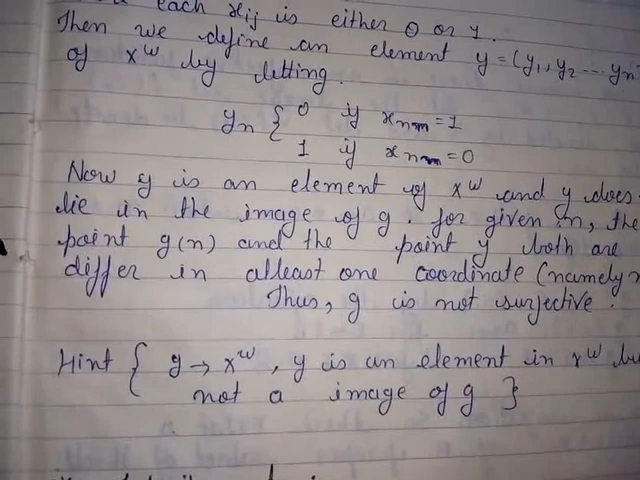 each xij is either 0 or 1.
Then we define an element y = (y1, y2 ... yn
of x^w by letting.
yn { 0 if xnm = 1
1 if xnm = 0
Now y is an element of x^w and y does
lie in the image of g. for given n, the
point g(n) and the point y both are
differ in atleast one coordinate (namely n
Thus, g is not surjective.
Hint { g → x^w, y is an element in x^w bu
not a image of g }